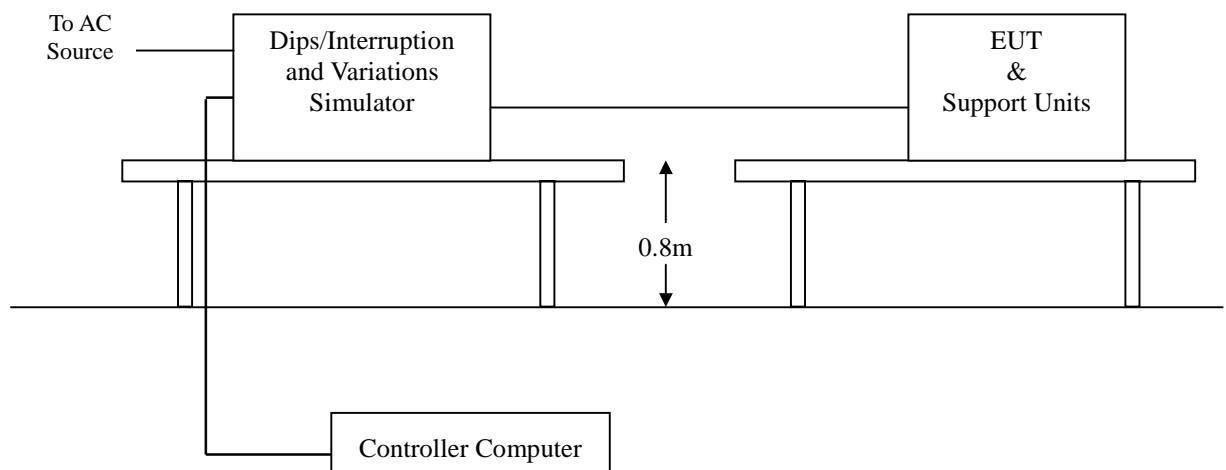 To AC
Source
Dips/Interruption
and Variations
Simulator
EUT
&
Support Units
0.8m
Controller Computer